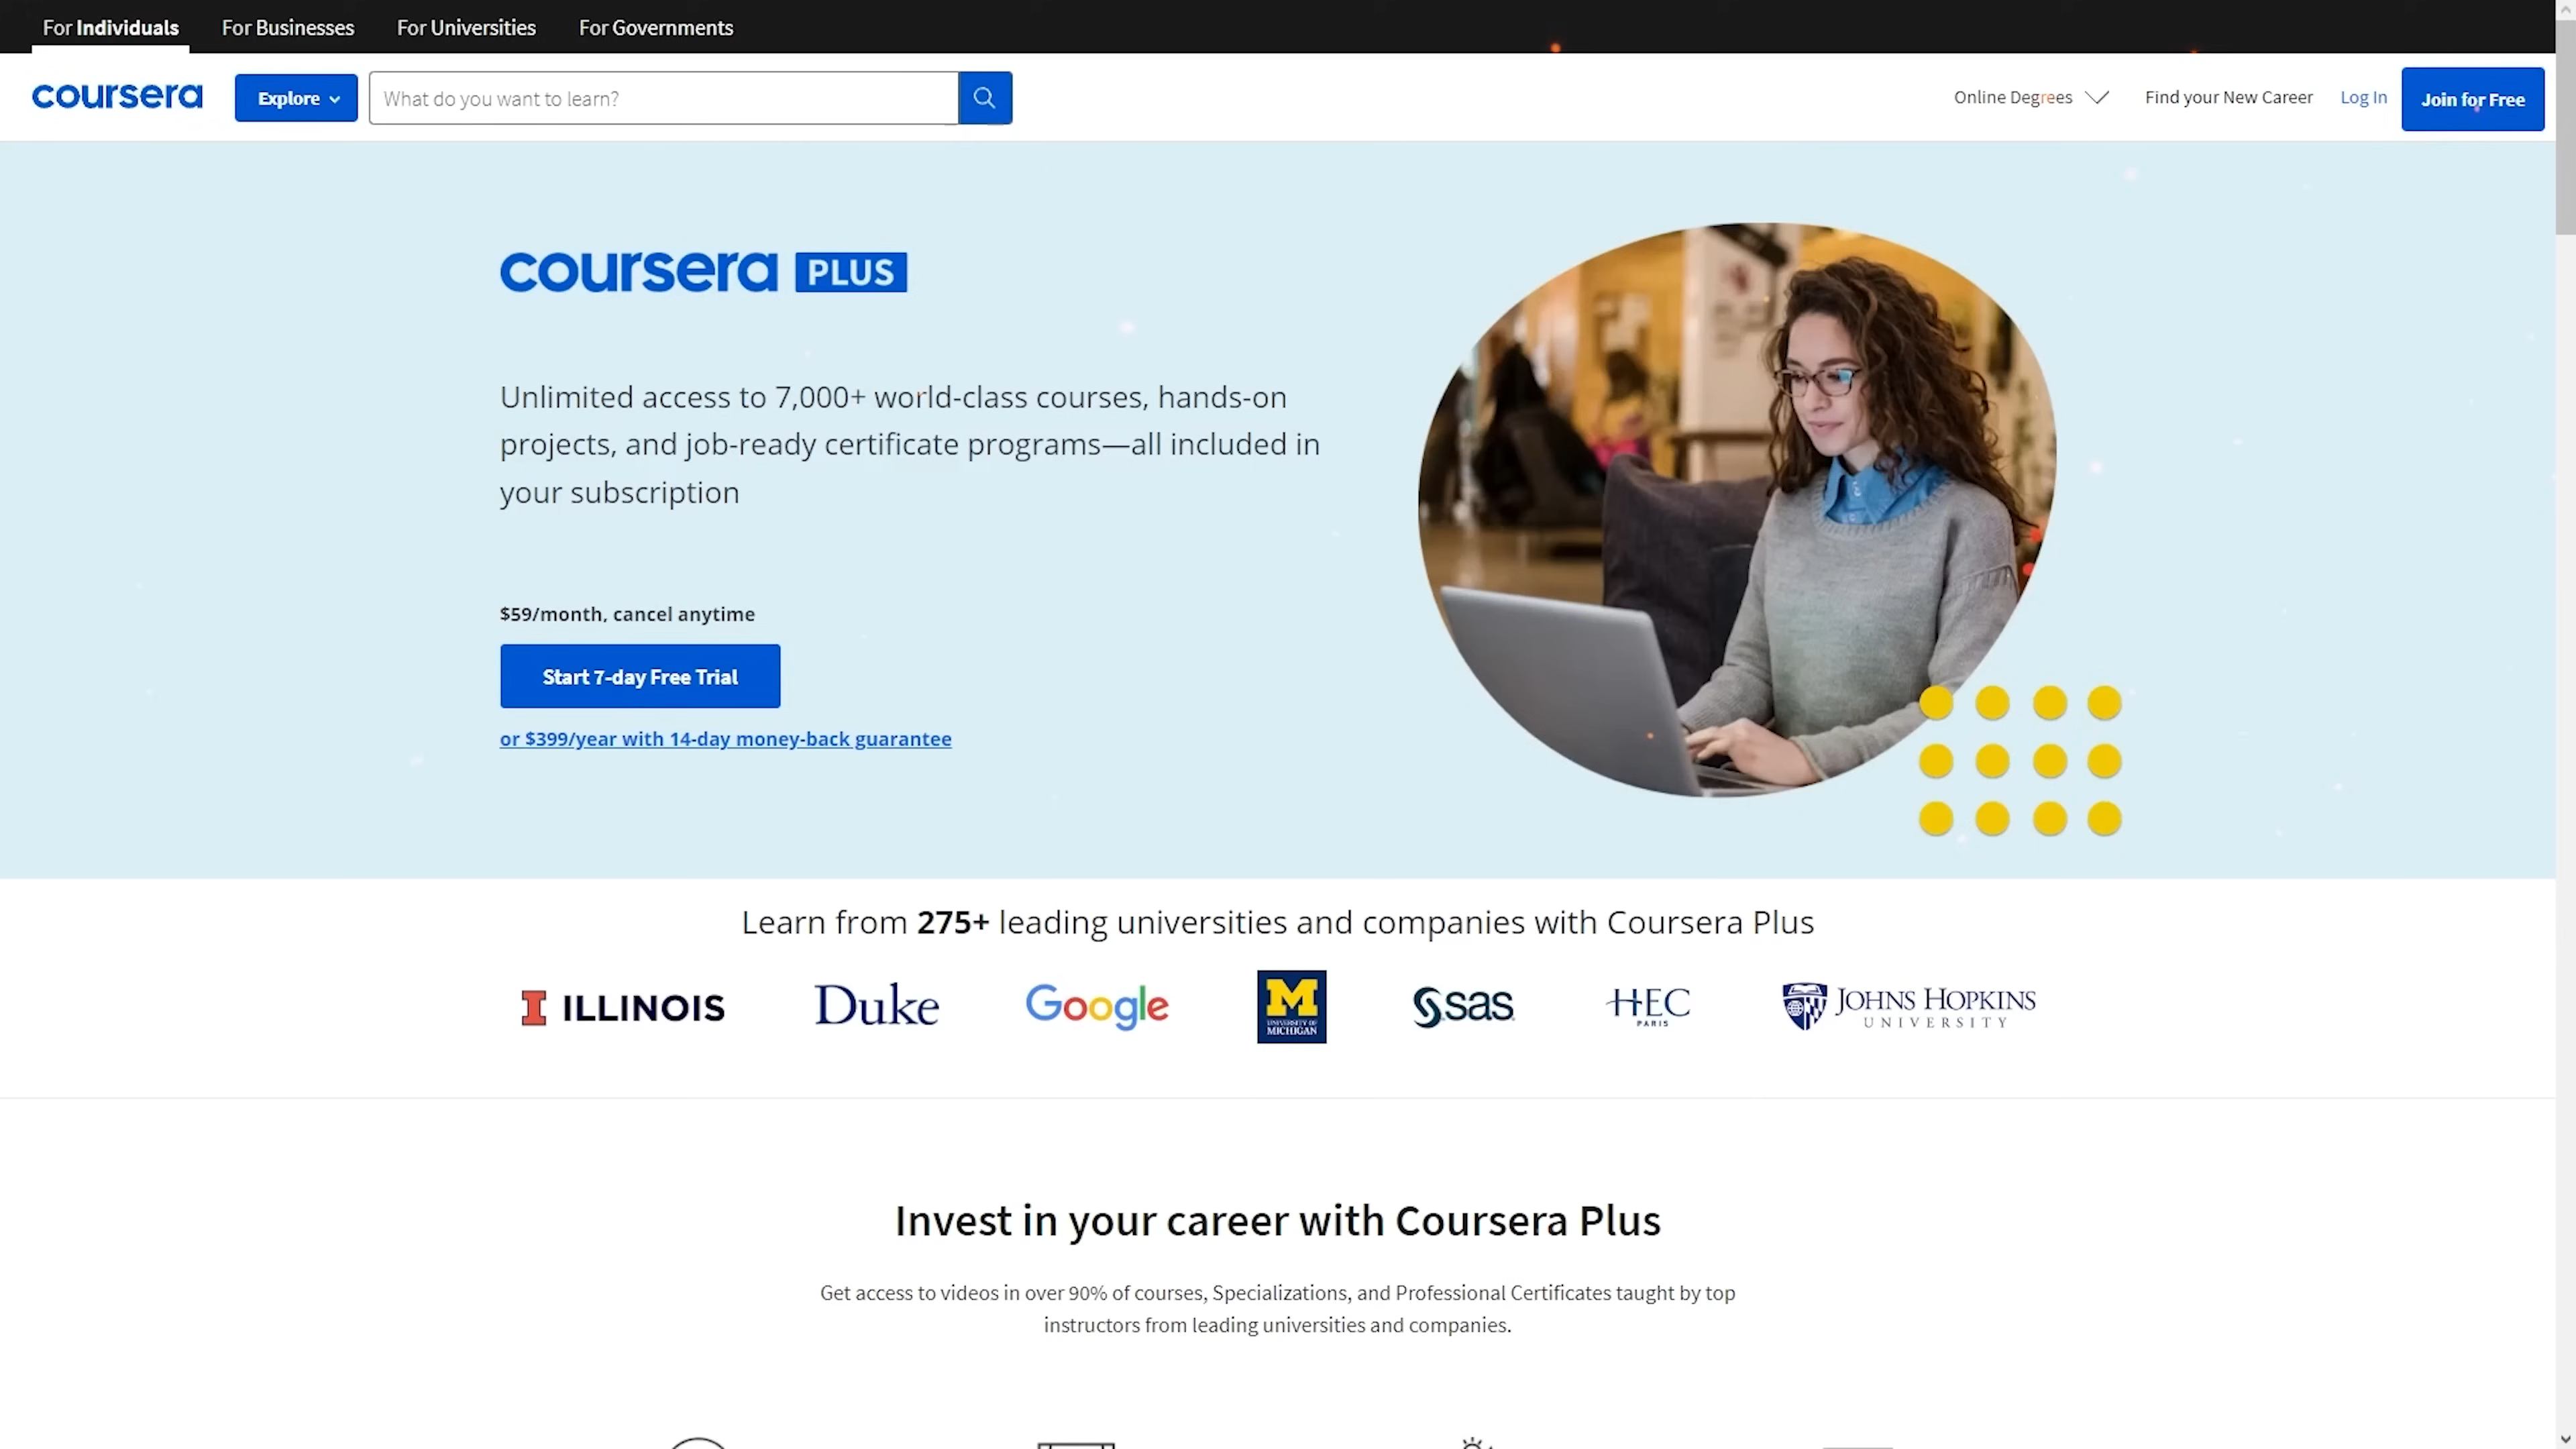 For Individuals For Businesses For Universities For Governments
coursera Explore What do you want to learn? Online Degrees Find your New Career Log In Join for Free
coursera PLUS
Unlimited access to 7,000+ world-class courses, hands-on
projects, and job-ready certificate programs—all included in
your subscription
$59/month, cancel anytime
Start 7-day Free Trial
or $399/year with 14-day money-back guarantee
Learn from 275+ leading universities and companies with Coursera Plus
I ILLINOIS Duke Google M UNIVERSITY OF MICHIGAN sas HEC PARIS JOHNS HOPKINS UNIVERSITY
Invest in your career with Coursera Plus
Get access to videos in over 90% of courses, Specializations, and Professional Certificates taught by top
instructors from leading universities and companies.